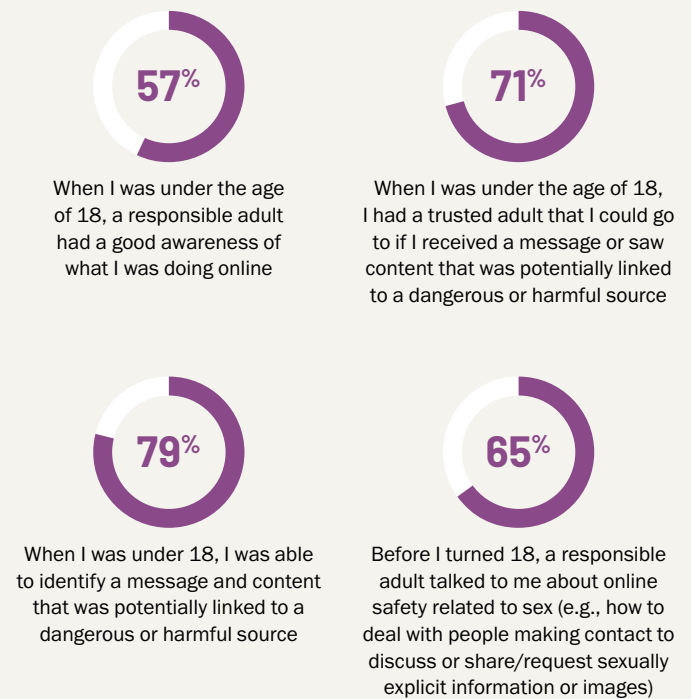 57%
When I was under the age
of 18, a responsible adult
had a good awareness of
what I was doing online
71%
When I was under the age of 18,
I had a trusted adult that I could go
to if I received a message or saw
content that was potentially linked
to a dangerous or harmful source
79%
When I was under 18, I was able
to identify a message and content
that was potentially linked to a
dangerous or harmful source
65%
Before I turned 18, a responsible
adult talked to me about online
safety related to sex (e.g., how to
deal with people making contact to
discuss or share/request sexually
explicit information or images)